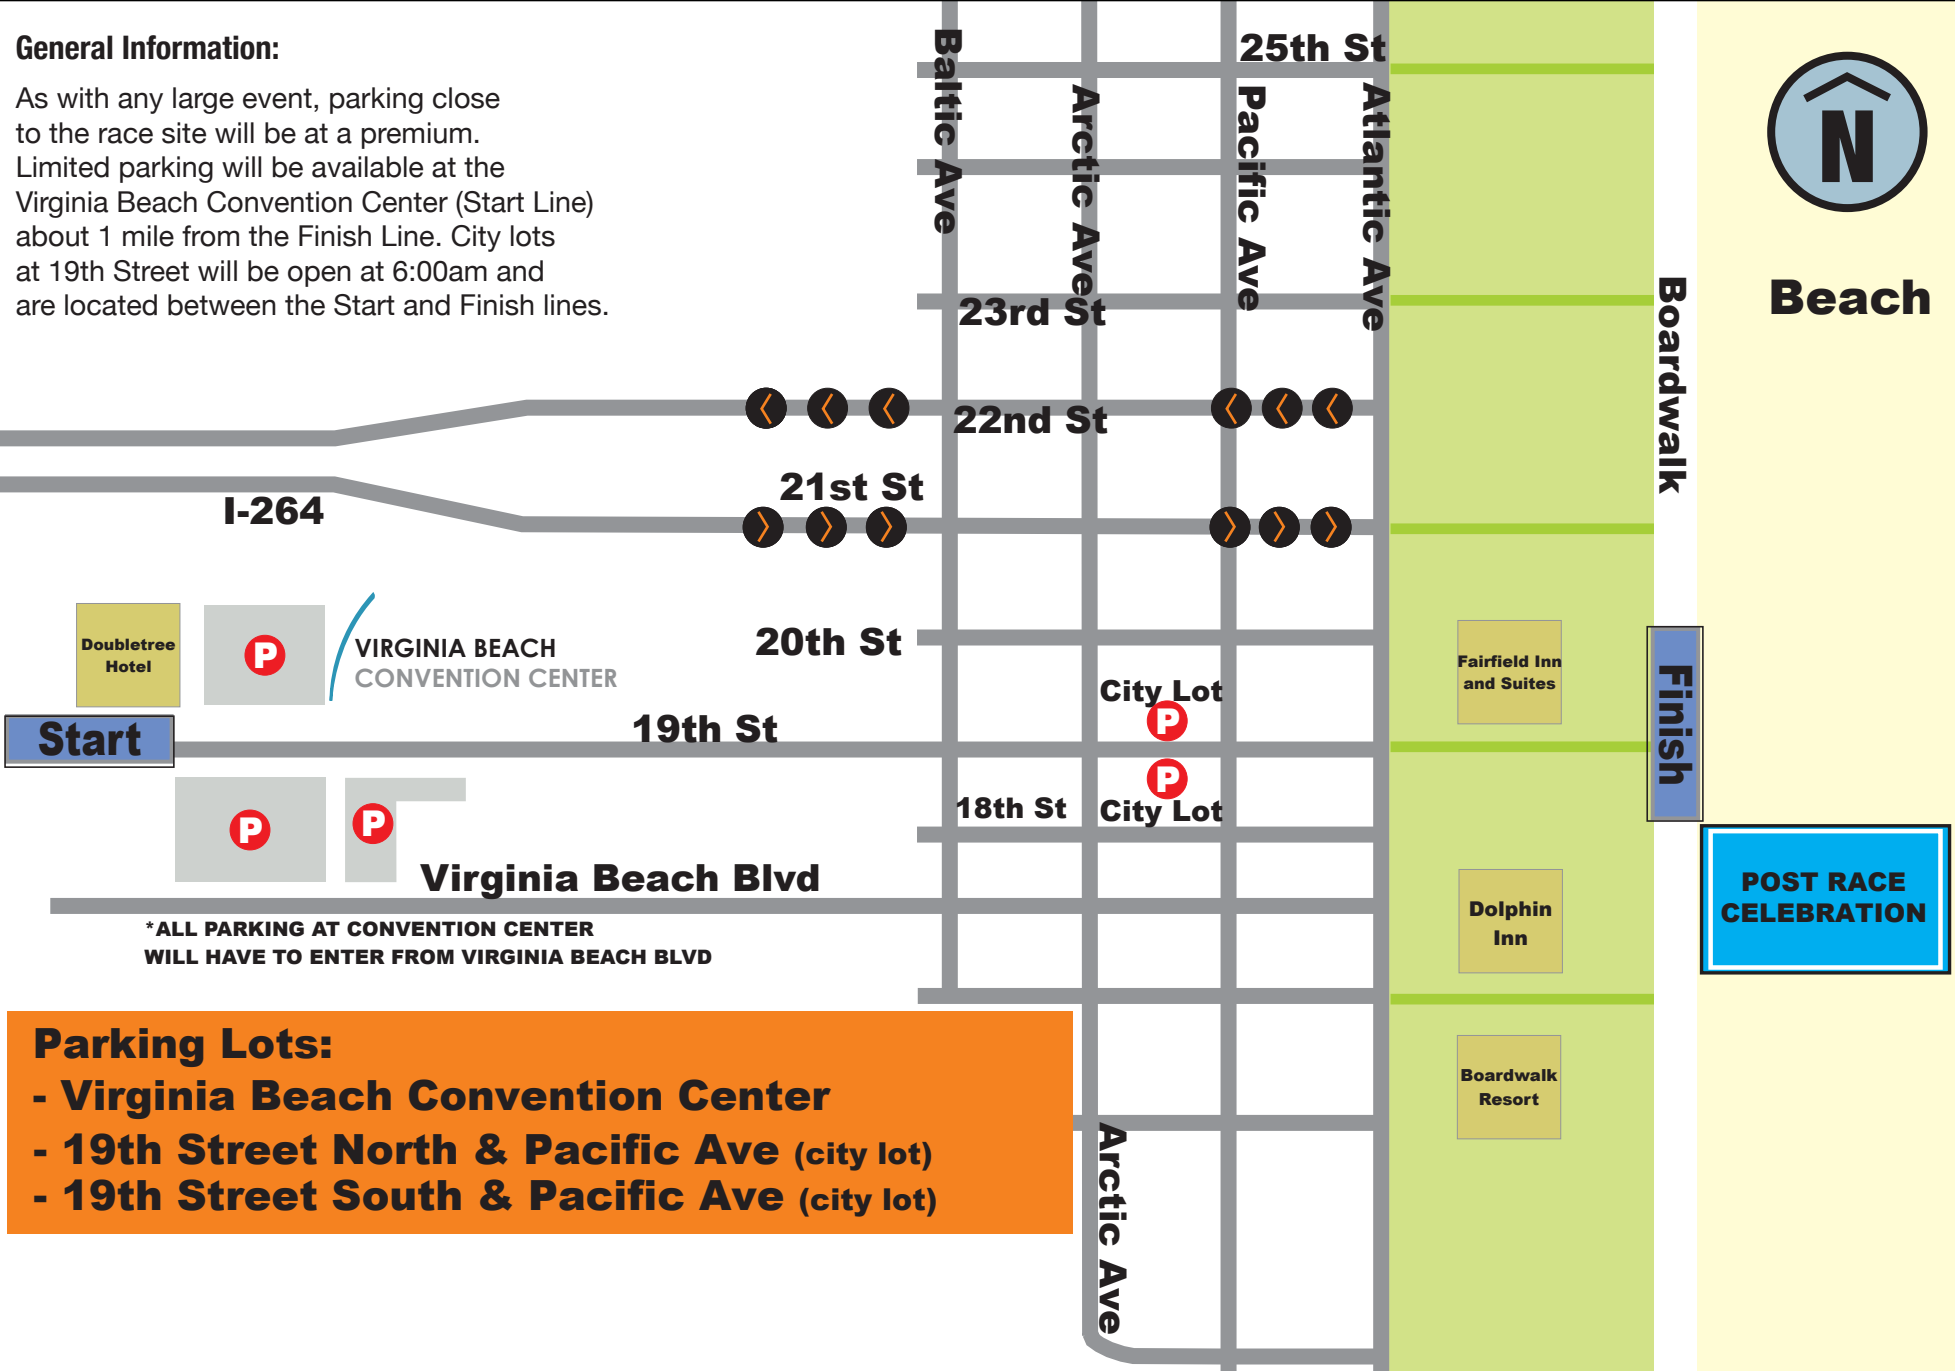 General Information:
As with any large event, parking close
to the race site will be at a premium.
Limited parking will be available at the
Virginia Beach Convention Center (Start Line)
about 1 mile from the Finish Line. City lots
at 19th Street will be open at 6:00am and
are located between the Start and Finish lines.
Baltic Ave
Arctic Ave
Pacific Ave
Atlantic Ave
25th St
N
Beach
Boardwalk
23rd St
22nd St
21st St
I-264
Doubletree
Hotel
P
VIRGINIA BEACH
CONVENTION CENTER
20th St
City Lot
P
Fairfield Inn
and Suites
Finish
Start
19th St
P
City Lot
18th St
P
P
Virginia Beach Blvd
*ALL PARKING AT CONVENTION CENTER
WILL HAVE TO ENTER FROM VIRGINIA BEACH BLVD
Dolphin
Inn
POST RACE
CELEBRATION
Parking Lots:
- Virginia Beach Convention Center
- 19th Street North & Pacific Ave (city lot)
- 19th Street South & Pacific Ave (city lot)
Boardwalk
Resort
Arctic Ave